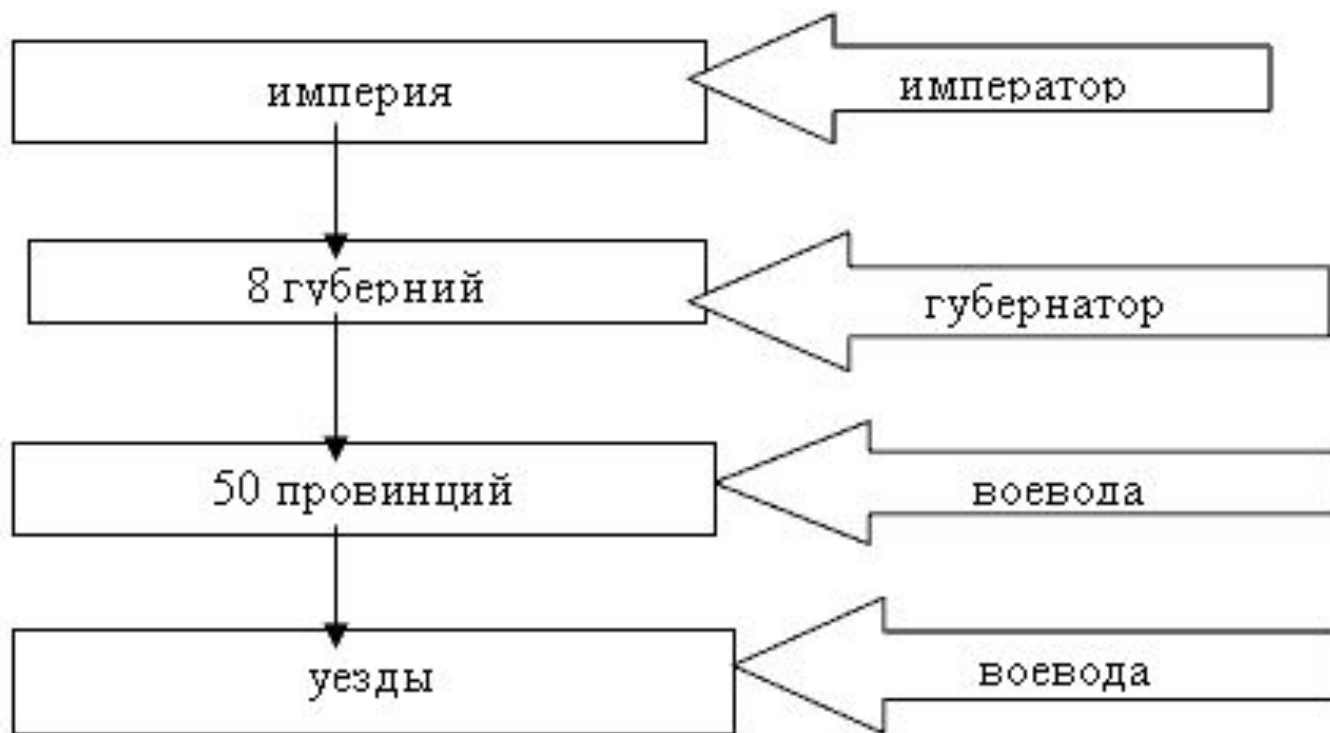 империя
император
8 губерний
губернатор
50 провинций
воевода
уезды
воевода